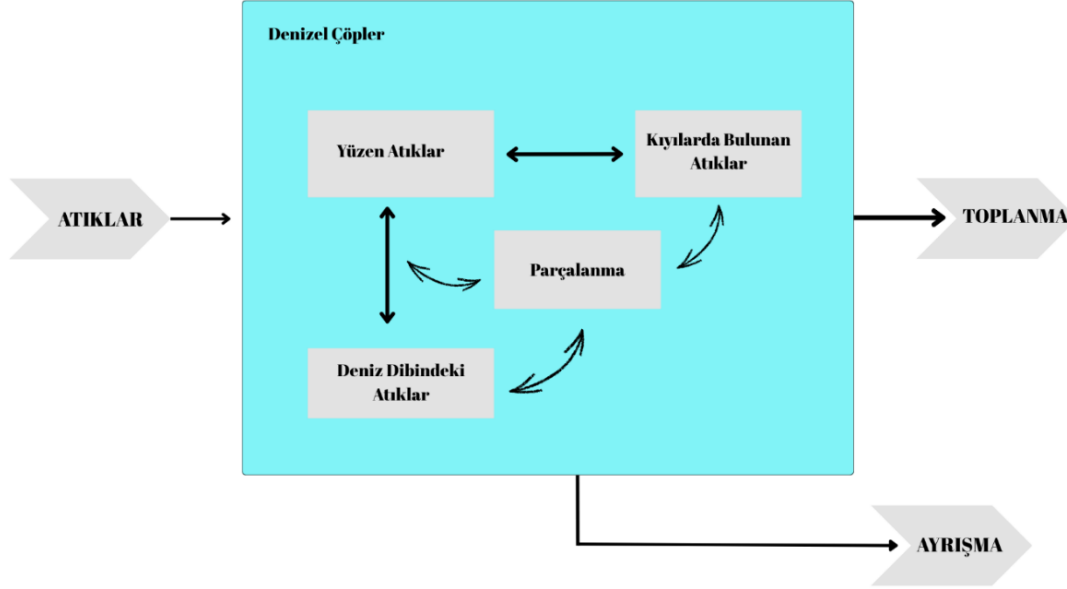 Denizel Çöpler
Yüzen Atıklar
Kıyılarda Bulunan
Atıklar
ATIKLAR
TOPLANMA
Parçalanma
Deniz Dibindeki
Atıklar
AYRIŞMA